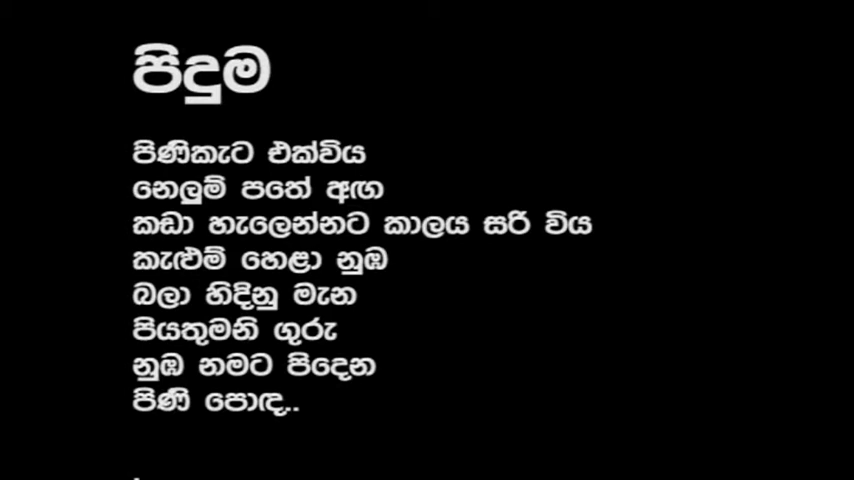 පිදුම
පිණිකැට එක්විය
නෙලුම් පතේ අඟ
කඩා හැලෙන්නට කාලය සරි විය
කැළුම් හෙළා නුඹ
බලා හිදිනු මැන
පියතුමනි ගුරු
නුඹ නමට පිදෙන
පිණි පොඳ..